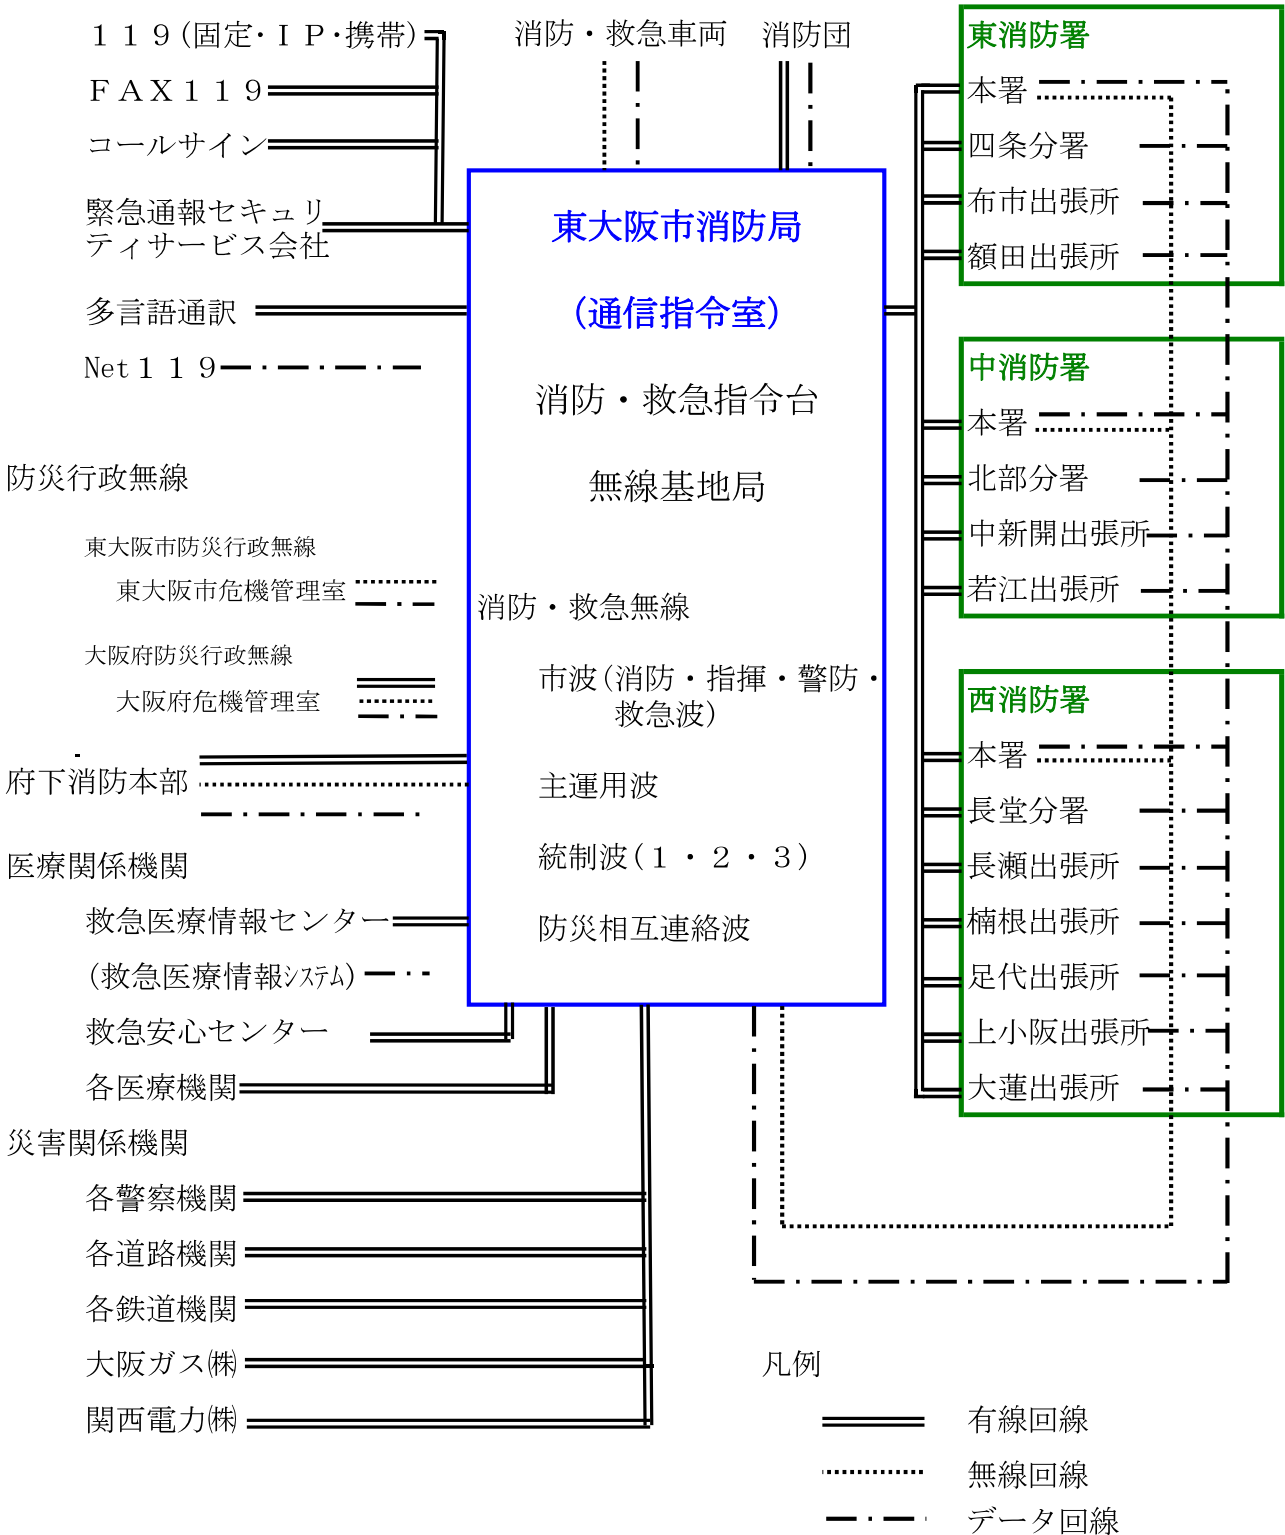 119(固定・IP・携帯)
FAX119
コールサイン
緊急通報セキュリ
ティサービス会社
多言語通訳
Net119
防災行政無線
東大阪市防災行政無線
東大阪市危機管理室
大阪府防災行政無線
大阪府危機管理室
府下消防本部
医療関係機関
救急医療情報センター
(救急医療情報ｼｽﾃﾑ)
救急安心センター
各医療機関
災害関係機関
各警察機関
各道路機関
各鉄道機関
大阪ガス㈱
関西電力㈱
消防・救急車両
消防団
東大阪市消防局
(通信指令室)
消防・救急指令台
無線基地局
消防・救急無線
市波(消防・指揮・警防・
救急波)
主運用波
統制波(1・2・3)
防災相互連絡波
東消防署
本署
四条分署
布市出張所
額田出張所
中消防署
本署
北部分署
中新開出張所
若江出張所
西消防署
本署
長堂分署
長瀬出張所
楠根出張所
足代出張所
上小阪出張所
大蓮出張所
凡例
有線回線
無線回線
データ回線